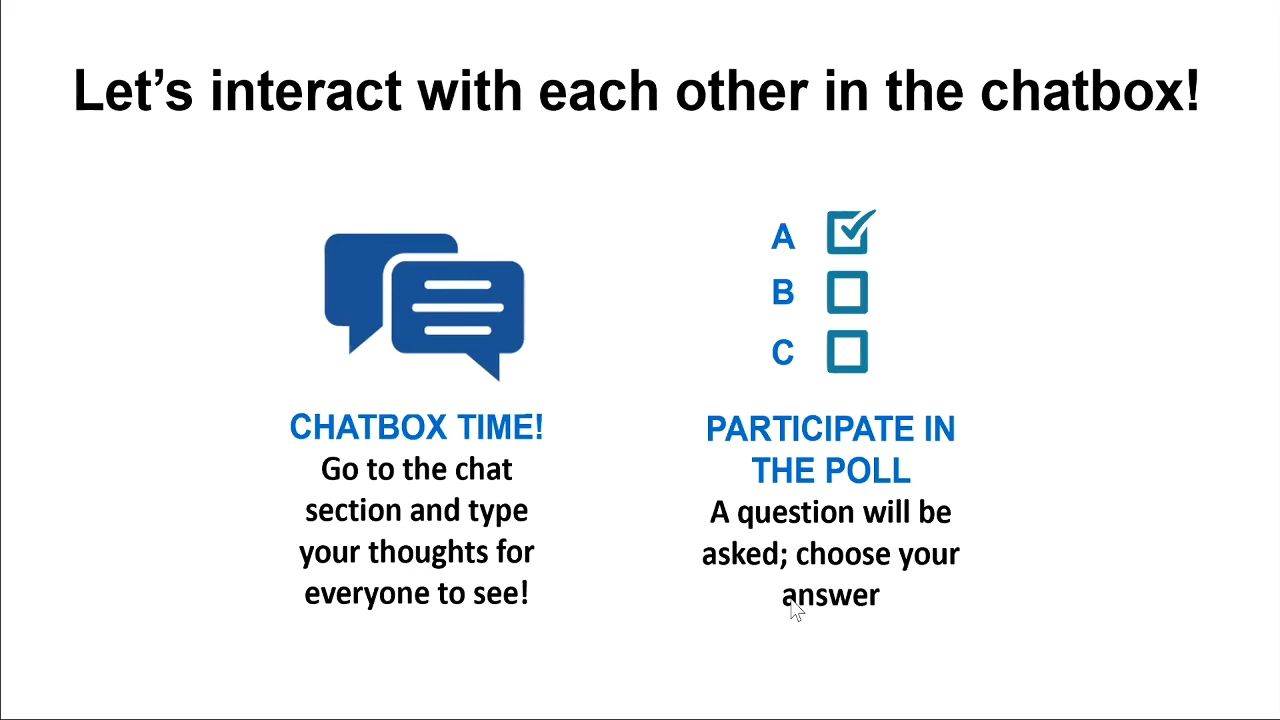 Let's interact with each other in the chatbox!
CHATBOX TIME!
Go to the chat
section and type
your thoughts for
everyone to see!
A
B
C
PARTICIPATE IN
THE POLL
A question will be
asked; choose your
answer